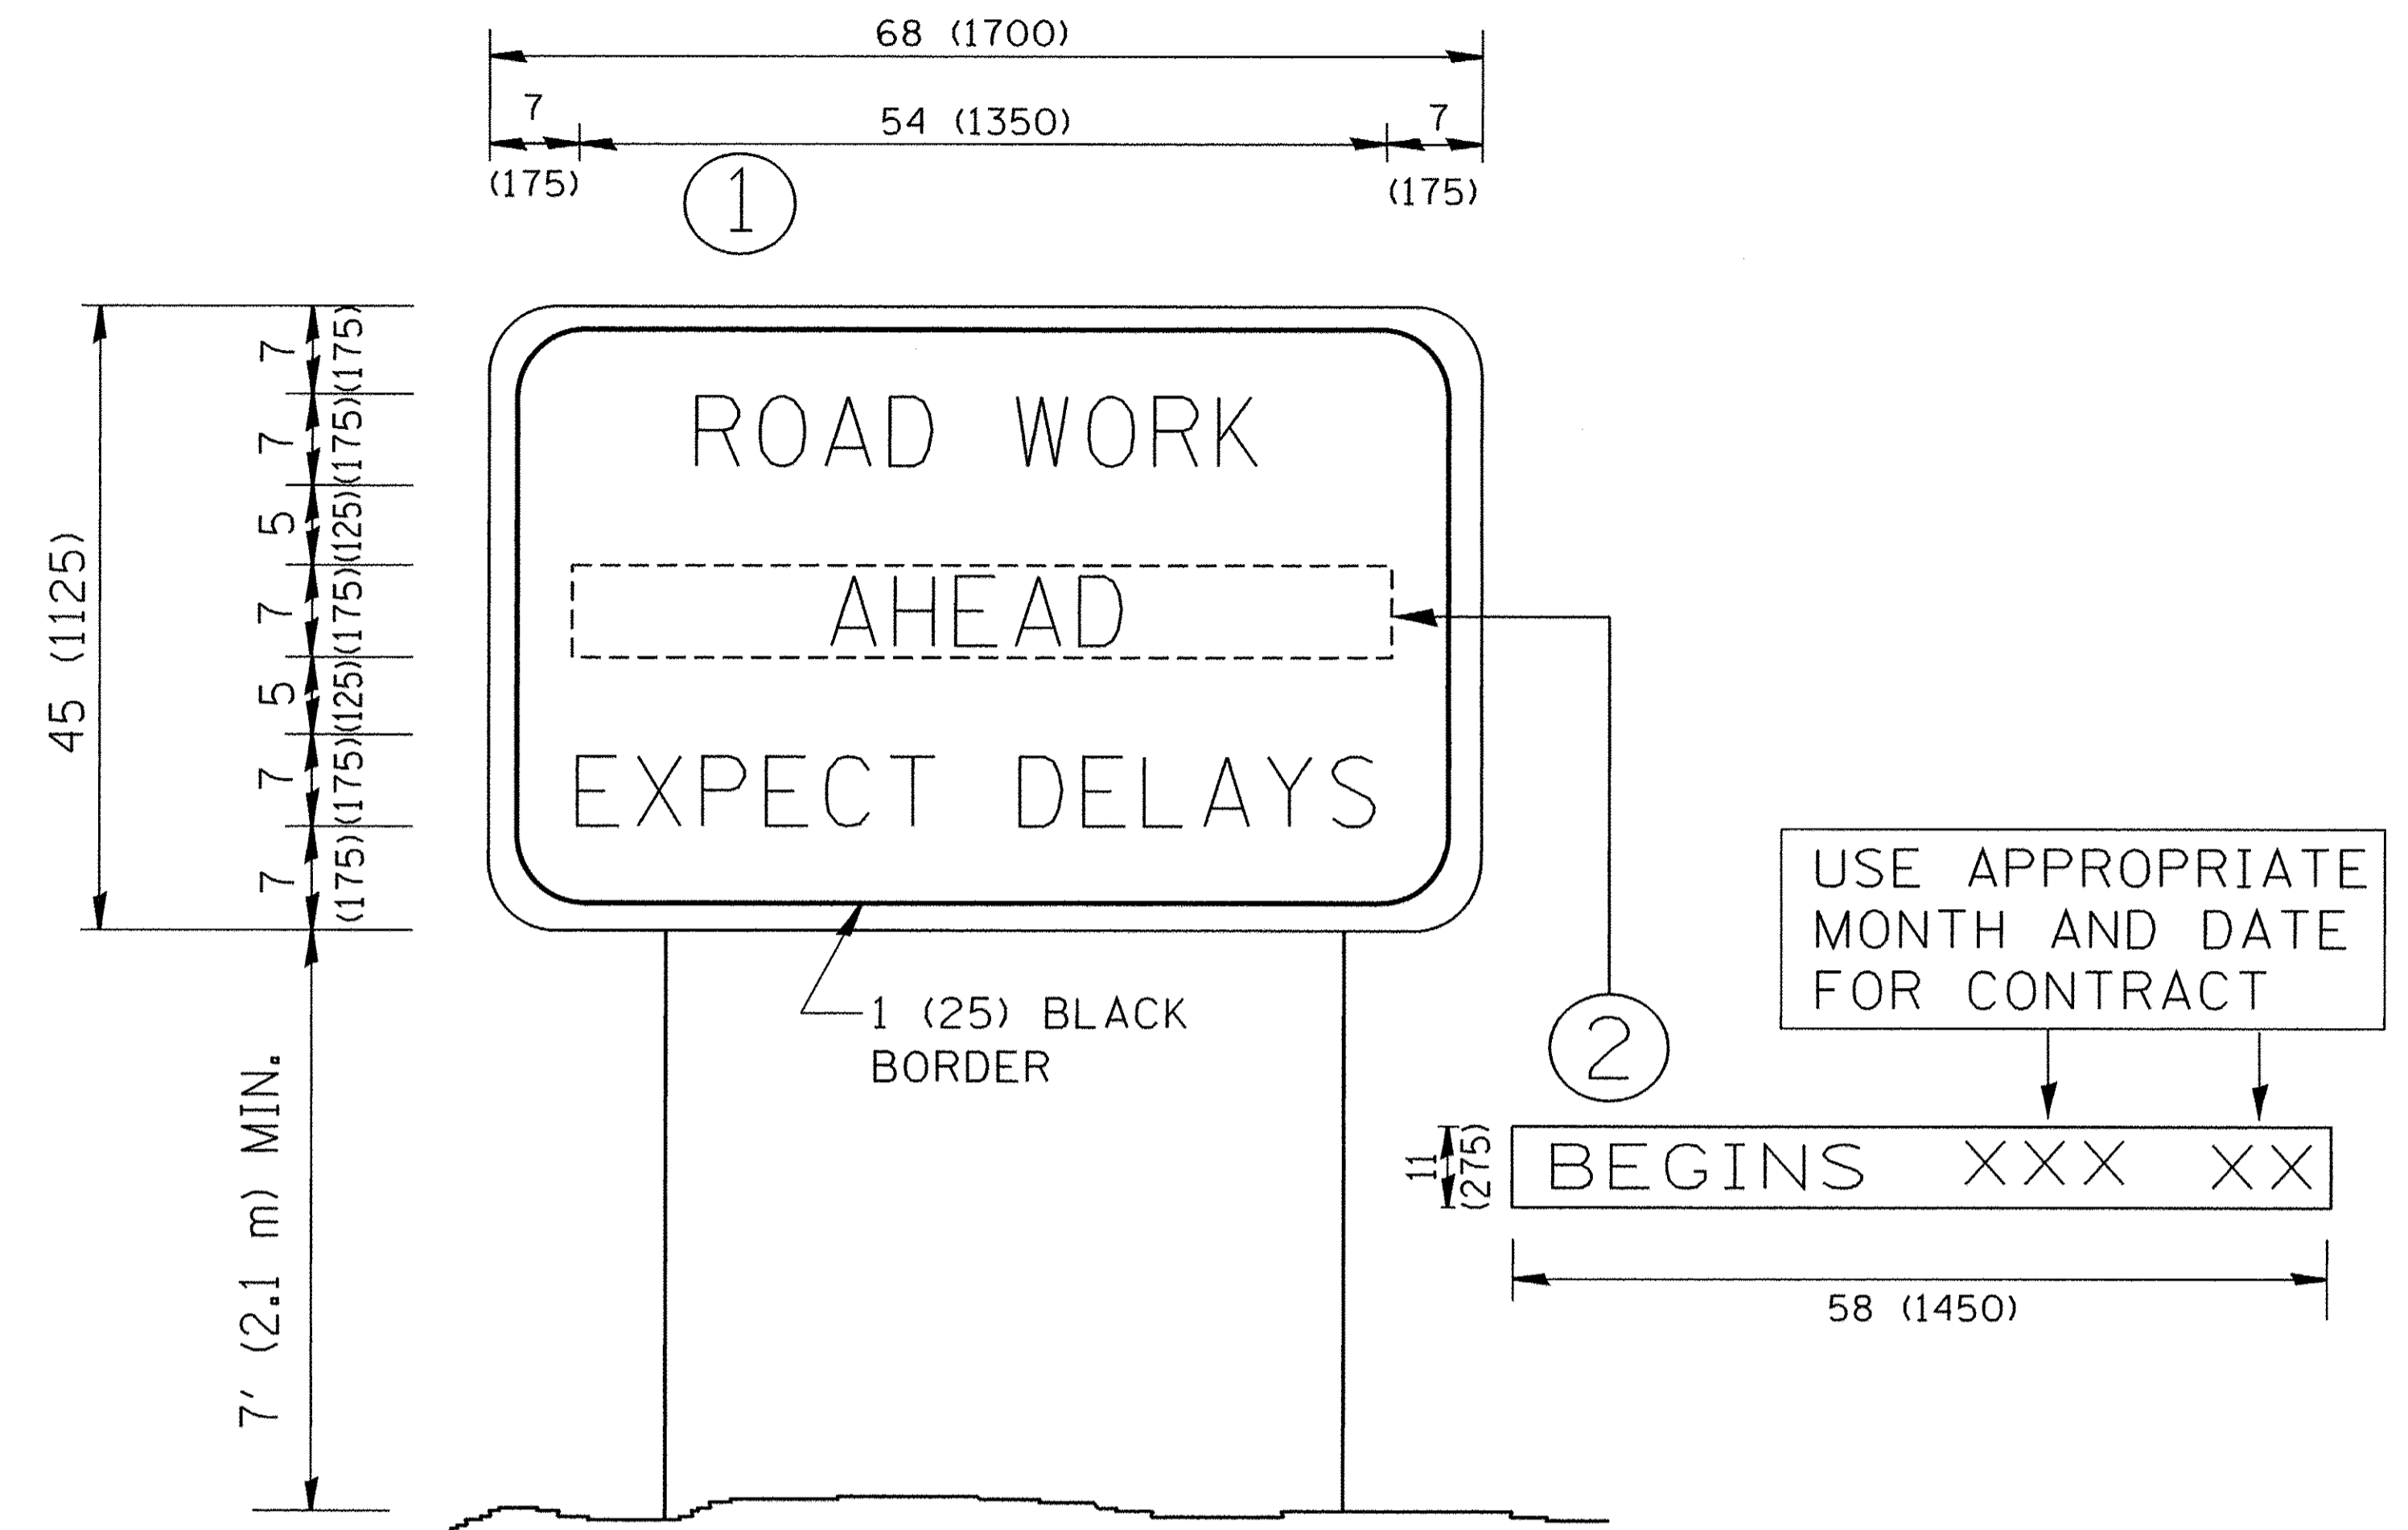 68 (1700)
7
54 (1350)
7
(175)
(175)
1
45 (1125)
7
(175)
7
(175)
5
(125)
7
(175)
5
(125)
7
(175)
7
(175)
ROAD WORK
AHEAD
EXPECT DELAYS
1 (25) BLACK
BORDER
7' (2.1 m) MIN.
USE APPROPRIATE
MONTH AND DATE
FOR CONTRACT
2
11
(275)
BEGINS XXX XX
58 (1450)